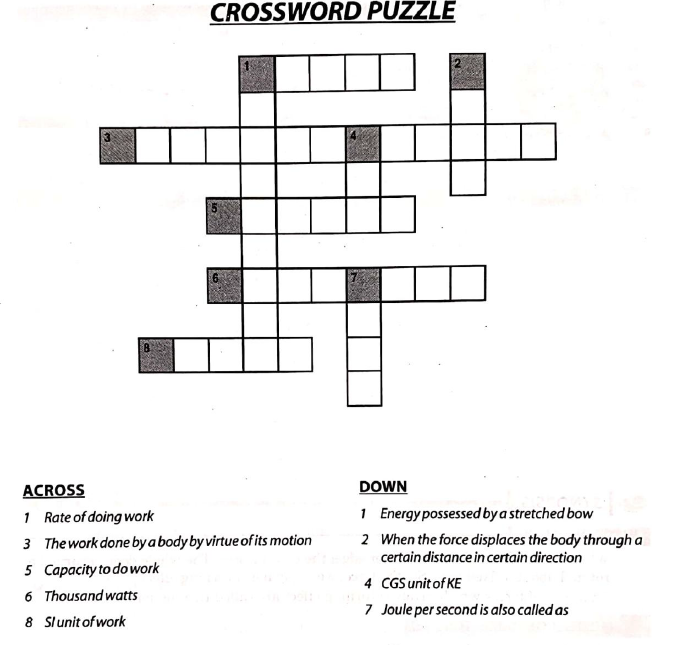 CROSSWORD PUZZLE
1
2
3
4
5
6
7
8
ACROSS
1 Rate of doing work
3 The work done by a body by virtue of its motion
5 Capacity to do work
6 Thousand watts
8 SI unit of work
DOWN
1 Energy possessed by a stretched bow
2 When the force displaces the body through a
certain distance in certain direction
4 CGS unit of KE
7 Joule per second is also called as